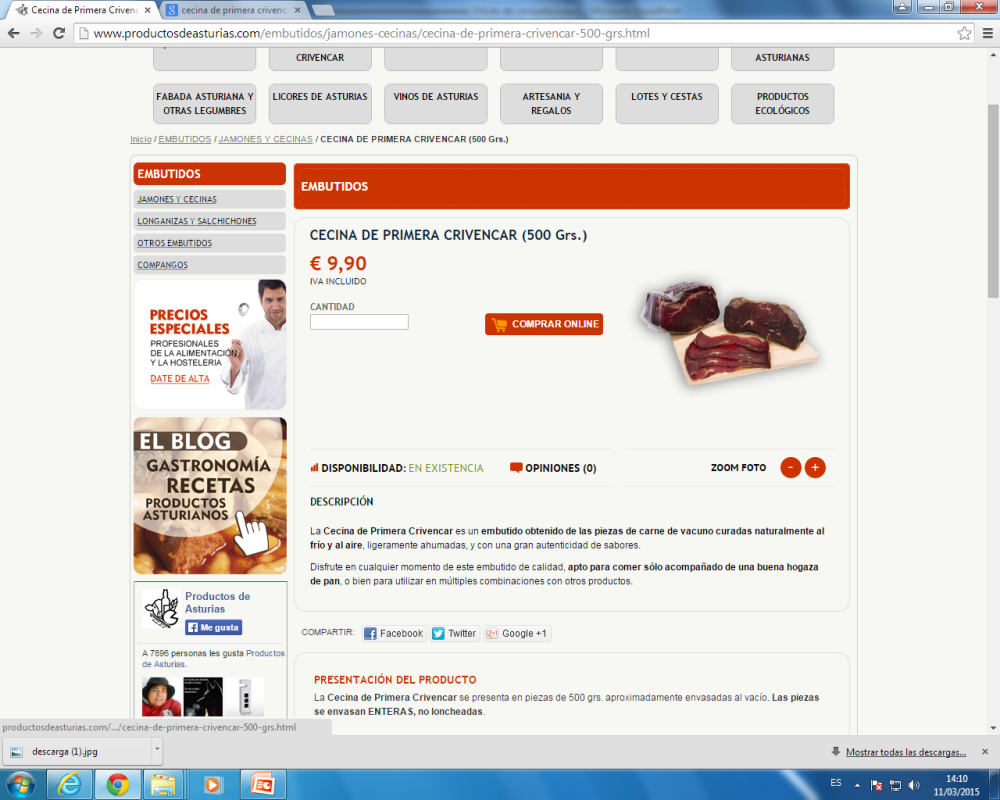 Cecina de Primera Criven
cecina de primera crivenc
www.productosdeasturias.com/embutidos/jamones-cecinas/cecina-de-primera-crivencar-500-grs.html
CRIVENCAR
ASTURIANAS
FABADA ASTURIANA Y
OTRAS LEGUMBRES
LICORES DE ASTURIAS
VINOS DE ASTURIAS
ARTESANIA Y
REGALOS
LOTES Y CESTAS
PRODUCTOS
ECOLÓGICOS
Inicio / EMBUTIDOS / JAMONES Y CECINAS / CECINA DE PRIMERA CRIVENCAR (500 Grs.)
EMBUTIDOS
JAMONES Y CECINAS
LONGANIZAS Y SALCHICHONES
OTROS EMBUTIDOS
COMPANGOS
PRECIOS
ESPECIALES
PROFESIONALES
DE LA ALIMENTACIÓN
Y LA HOSTELERIA
DATE DE ALTA
EL BLOG
GASTRONOMÍA
RECETAS
PRODUCTOS
ASTURIANOS
Productos de
Asturias
Me gusta
A 7896 personas les gusta Productos
de Asturias.
EMBUTIDOS
CECINA DE PRIMERA CRIVENCAR (500 Grs.)
€ 9,90
IVA INCLUIDO
CANTIDAD
COMPRAR ONLINE
DISPONIBILIDAD: EN EXISTENCIA
OPINIONES (0)
ZOOM FOTO
- +
DESCRIPCIÓN
La Cecina de Primera Crivencar es un embutido obtenido de las piezas de carne de vacuno curadas naturalmente al
frío y al aire, ligeramente ahumadas, y con una gran autenticidad de sabores.
Disfrute en cualquier momento de este embutido de calidad, apto para comer sólo acompañado de una buena hogaza
de pan, o bien para utilizar en múltiples combinaciones con otros productos.
COMPARTIR: Facebook Twitter Google +1
PRESENTACIÓN DEL PRODUCTO
La Cecina de Primera Crivencar se presenta en piezas de 500 grs. aproximadamente envasadas al vacío. Las piezas
se envasan ENTERAS, no loncheadas.
productosdeasturias.com/.../cecina-de-primera-crivencar-500-grs.html
descarga (1).jpg
Mostrar todas las descargas...
ES
14:10
11/03/2015